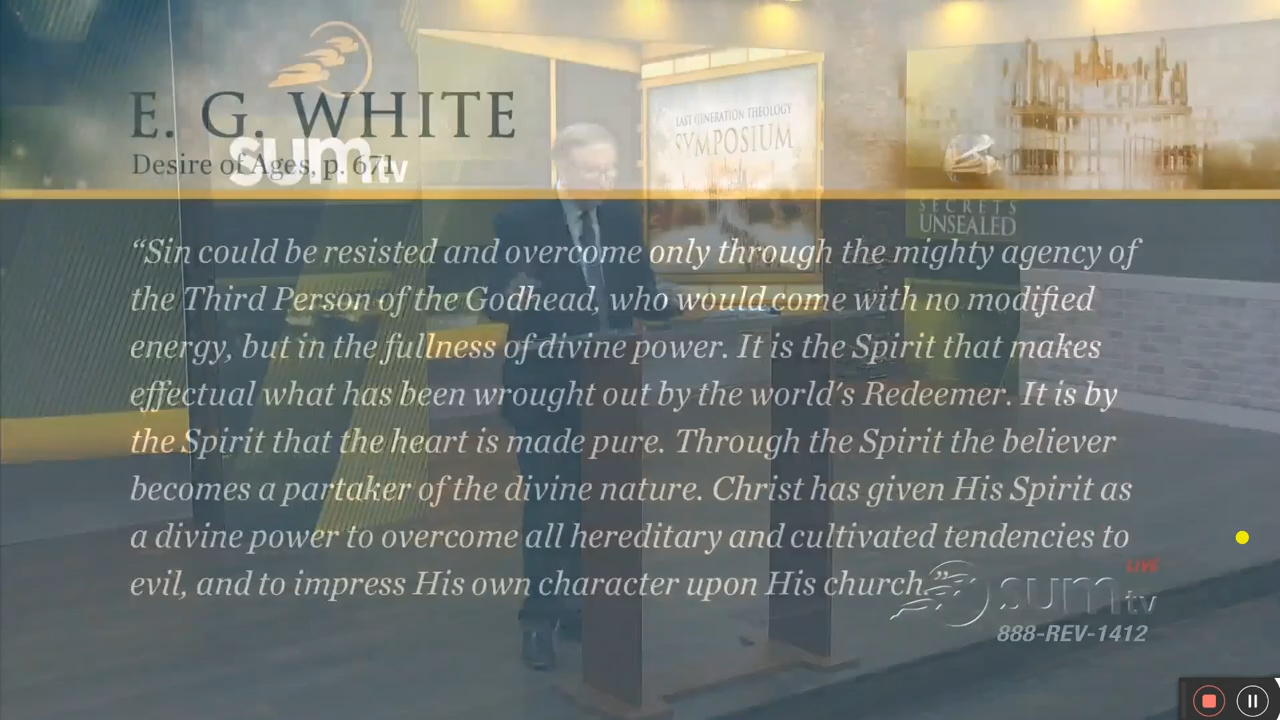 E. G. WHITE
Desire of Ages, p. 671
sumtv
LAST GENERATION THEOLOGY
SYMPOSIUM
SECRETS
UNSEALED
“Sin could be resisted and overcome only through the mighty agency of
the Third Person of the Godhead, who would come with no modified
energy, but in the fullness of divine power. It is the Spirit that makes
effectual what has been wrought out by the world's Redeemer. It is by
the Spirit that the heart is made pure. Through the Spirit the believer
becomes a partaker of the divine nature. Christ has given His Spirit as
a divine power to overcome all hereditary and cultivated tendencies to
evil, and to impress His own character upon His church.”
LIVE
sumtv
888-REV-1412